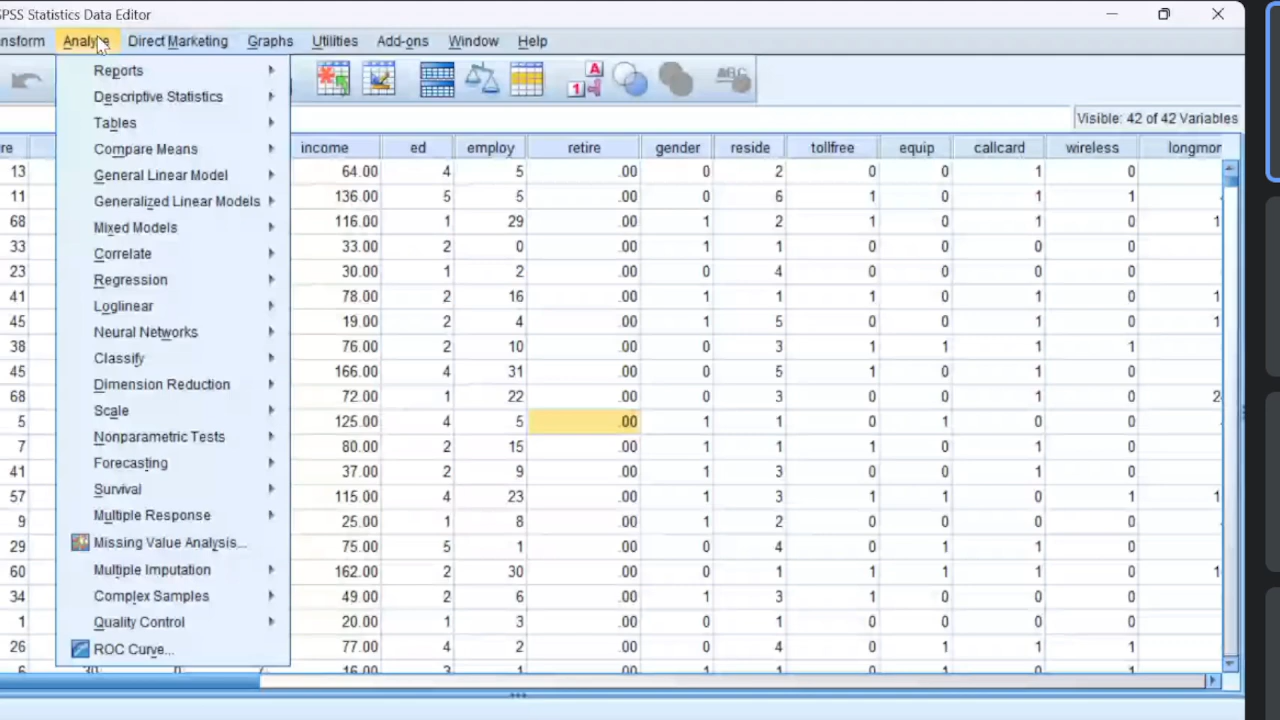 SPSS Statistics Data Editor
ansform Analyze Direct Marketing Graphs Utilities Add-ons Window Help
Visible: 42 of 42 Variables
re income ed employ retire gender reside tollfree equip callcard wireless longmor
Reports
Descriptive Statistics
Tables
Compare Means
General Linear Model
Generalized Linear Models
Mixed Models
Correlate
Regression
Loglinear
Neural Networks
Classify
Dimension Reduction
Scale
Nonparametric Tests
Forecasting
Survival
Multiple Response
Missing Value Analysis...
Multiple Imputation
Complex Samples
Quality Control
ROC Curve...
13 64.00 4 5 .00 0 2 0 0 1 0
11 136.00 5 5 .00 0 6 1 0 1 1
68 116.00 1 29 .00 1 2 1 0 1 0 1
33 33.00 2 0 .00 1 1 0 0 0 0
23 30.00 1 2 .00 0 4 0 0 0 0
41 78.00 2 16 .00 1 1 1 0 1 0 1
45 19.00 2 4 .00 1 5 0 0 1 0 1
38 76.00 2 10 .00 0 3 1 1 1 1
45 166.00 4 31 .00 0 5 1 0 1 0
68 72.00 1 22 .00 0 3 0 0 1 0 2
5 125.00 4 5 .00 1 1 0 1 0 0
7 80.00 2 15 .00 1 1 1 0 1 0
41 37.00 2 9 .00 1 3 0 0 1 0
57 115.00 4 23 .00 1 3 1 1 0 1 1
9 25.00 1 8 .00 1 2 0 0 0 0
29 75.00 5 1 .00 0 4 0 1 1 0
60 162.00 2 30 .00 0 1 1 1 1 0 1
34 49.00 2 6 .00 1 3 1 0 1 0
1 20.00 1 3 .00 0 1 0 0 0 0
26 77.00 4 2 .00 0 4 0 1 1 0
16.00 3 1 .00 1 1 0 0 0 0